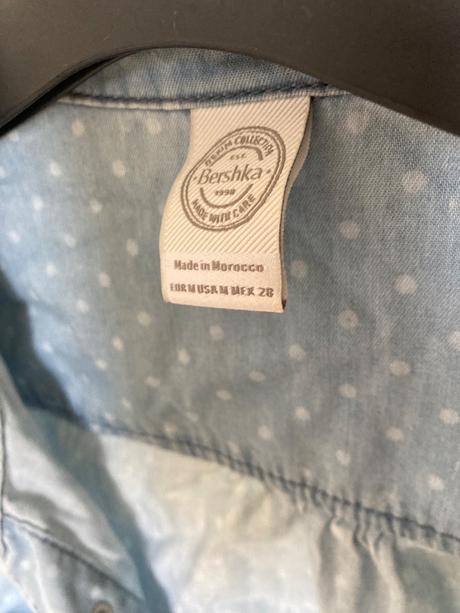 DENIM COLLECTION
EST.
·Bershka·
1998
MADE WITH CARE
Made in Morocco
EUR M USA M MEX 28